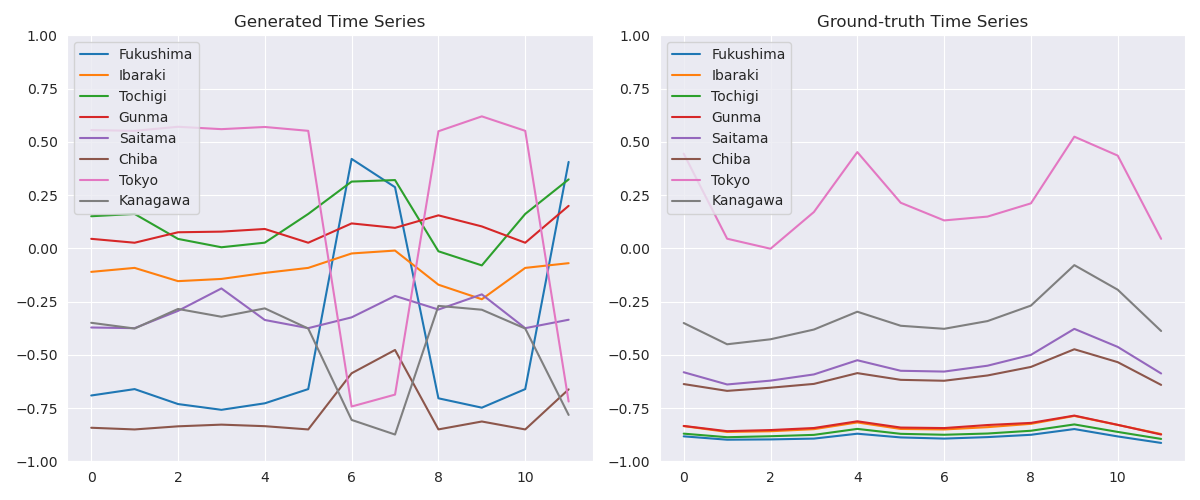 Generated Time Series
1.00
0.75
0.50
0.25
0.00
−0.25
−0.50
−0.75
−1.00
0 2 4 6 8 10
Fukushima
Ibaraki
Tochigi
Gunma
Saitama
Chiba
Tokyo
Kanagawa
Ground-truth Time Series
1.00
0.75
0.50
0.25
0.00
−0.25
−0.50
−0.75
−1.00
0 2 4 6 8 10
Fukushima
Ibaraki
Tochigi
Gunma
Saitama
Chiba
Tokyo
Kanagawa